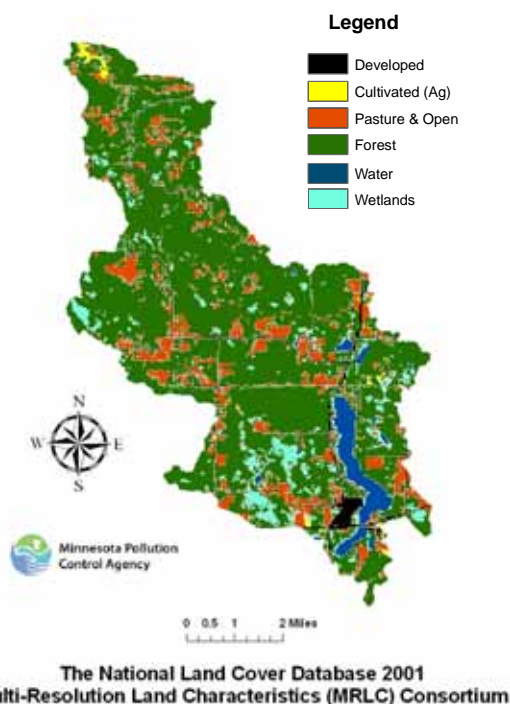 Legend
Developed
Cultivated (Ag)
Pasture & Open
Forest
Water
Wetlands
N
W E
S
Minnesota Pollution
Control Agency
0 0.5 1 2 Miles
The National Land Cover Database 2001
lti-Resolution Land Characteristics (MRLC) Consortium